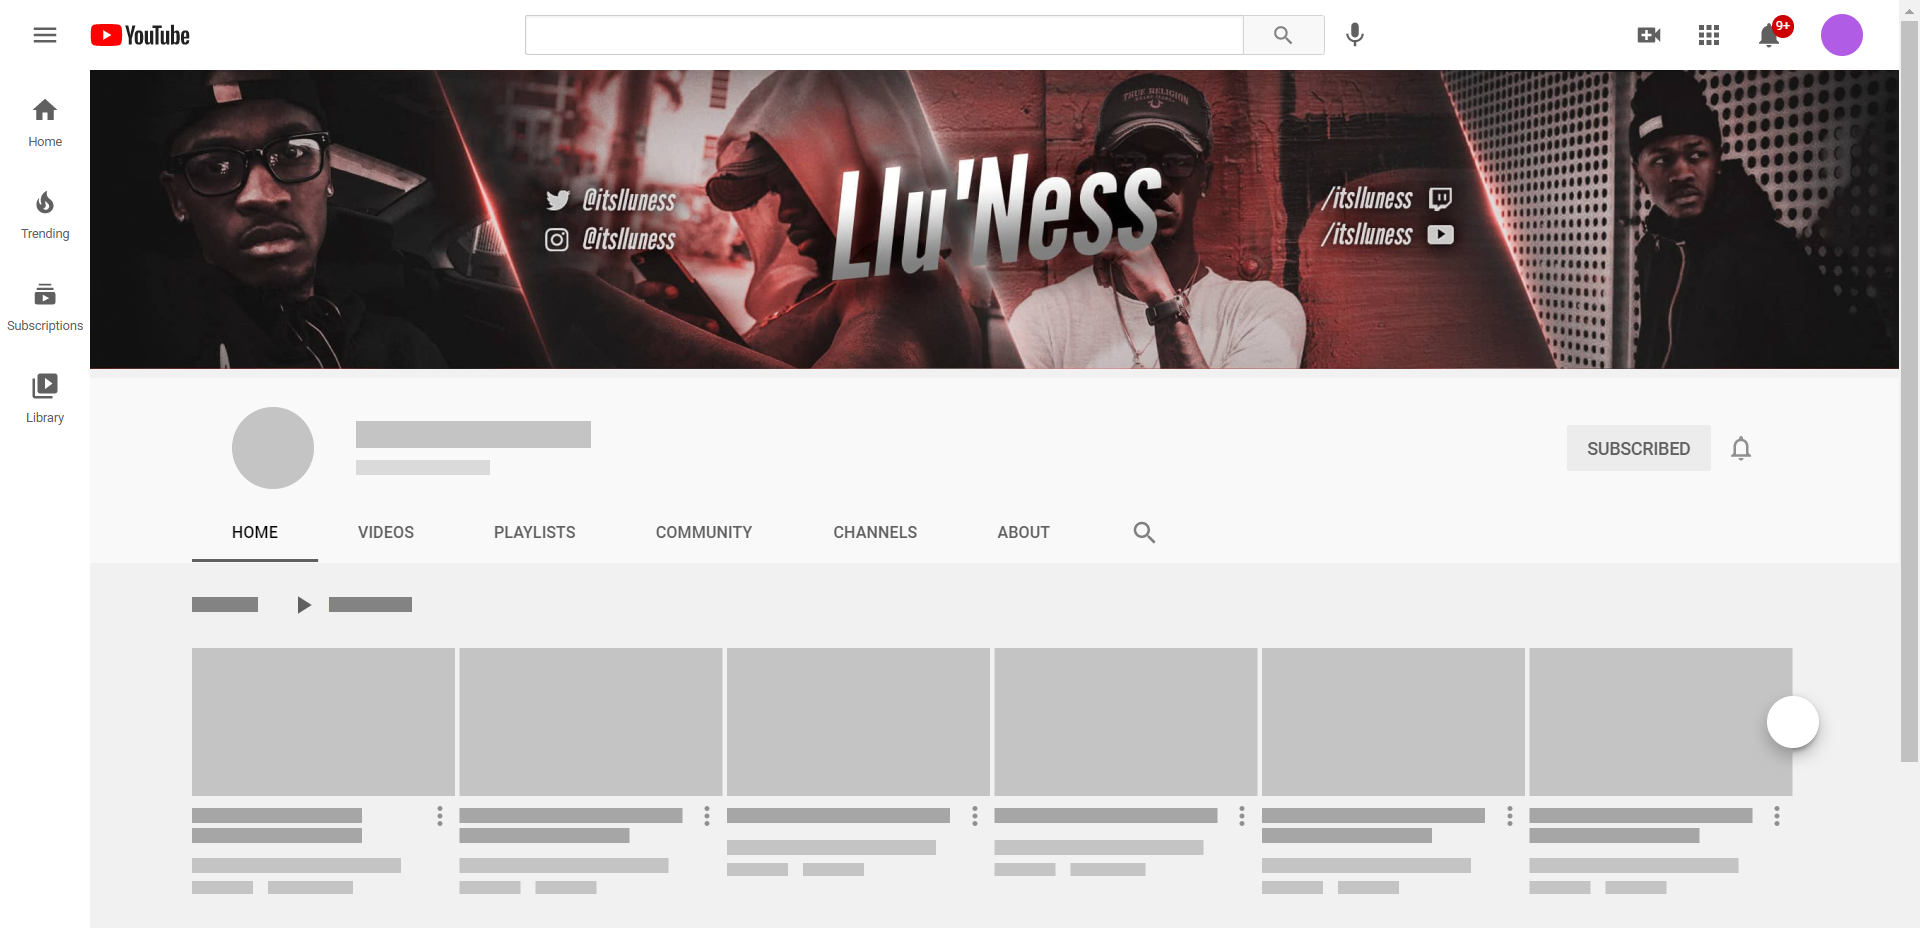 YouTube
9+
Home
Trending
Subscriptions
Library
TRUE RELIGION
Llu'Ness
@itslluness
@itslluness
/itslluness
/itslluness
SUBSCRIBED
HOME VIDEOS PLAYLISTS COMMUNITY CHANNELS ABOUT